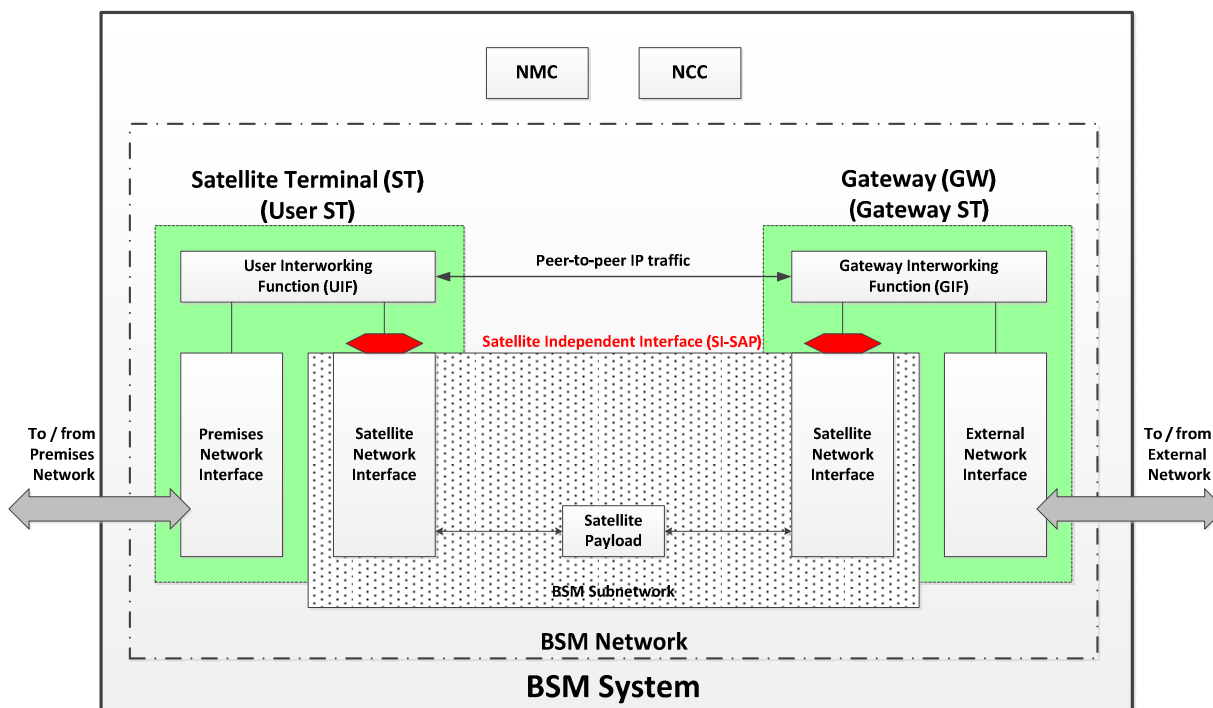 NMC
NCC
Satellite Terminal (ST)
(User ST)
Gateway (GW)
(Gateway ST)
User Interworking
Function (UIF)
Peer-to-peer IP traffic
Gateway Interworking
Function (GIF)
Satellite Independent Interface (SI-SAP)
To / from
Premises
Network
Premises
Network
Interface
Satellite
Network
Interface
Satellite
Network
Interface
External
Network
Interface
To / from
External
Network
Satellite
Payload
BSM Subnetwork
BSM Network
BSM System